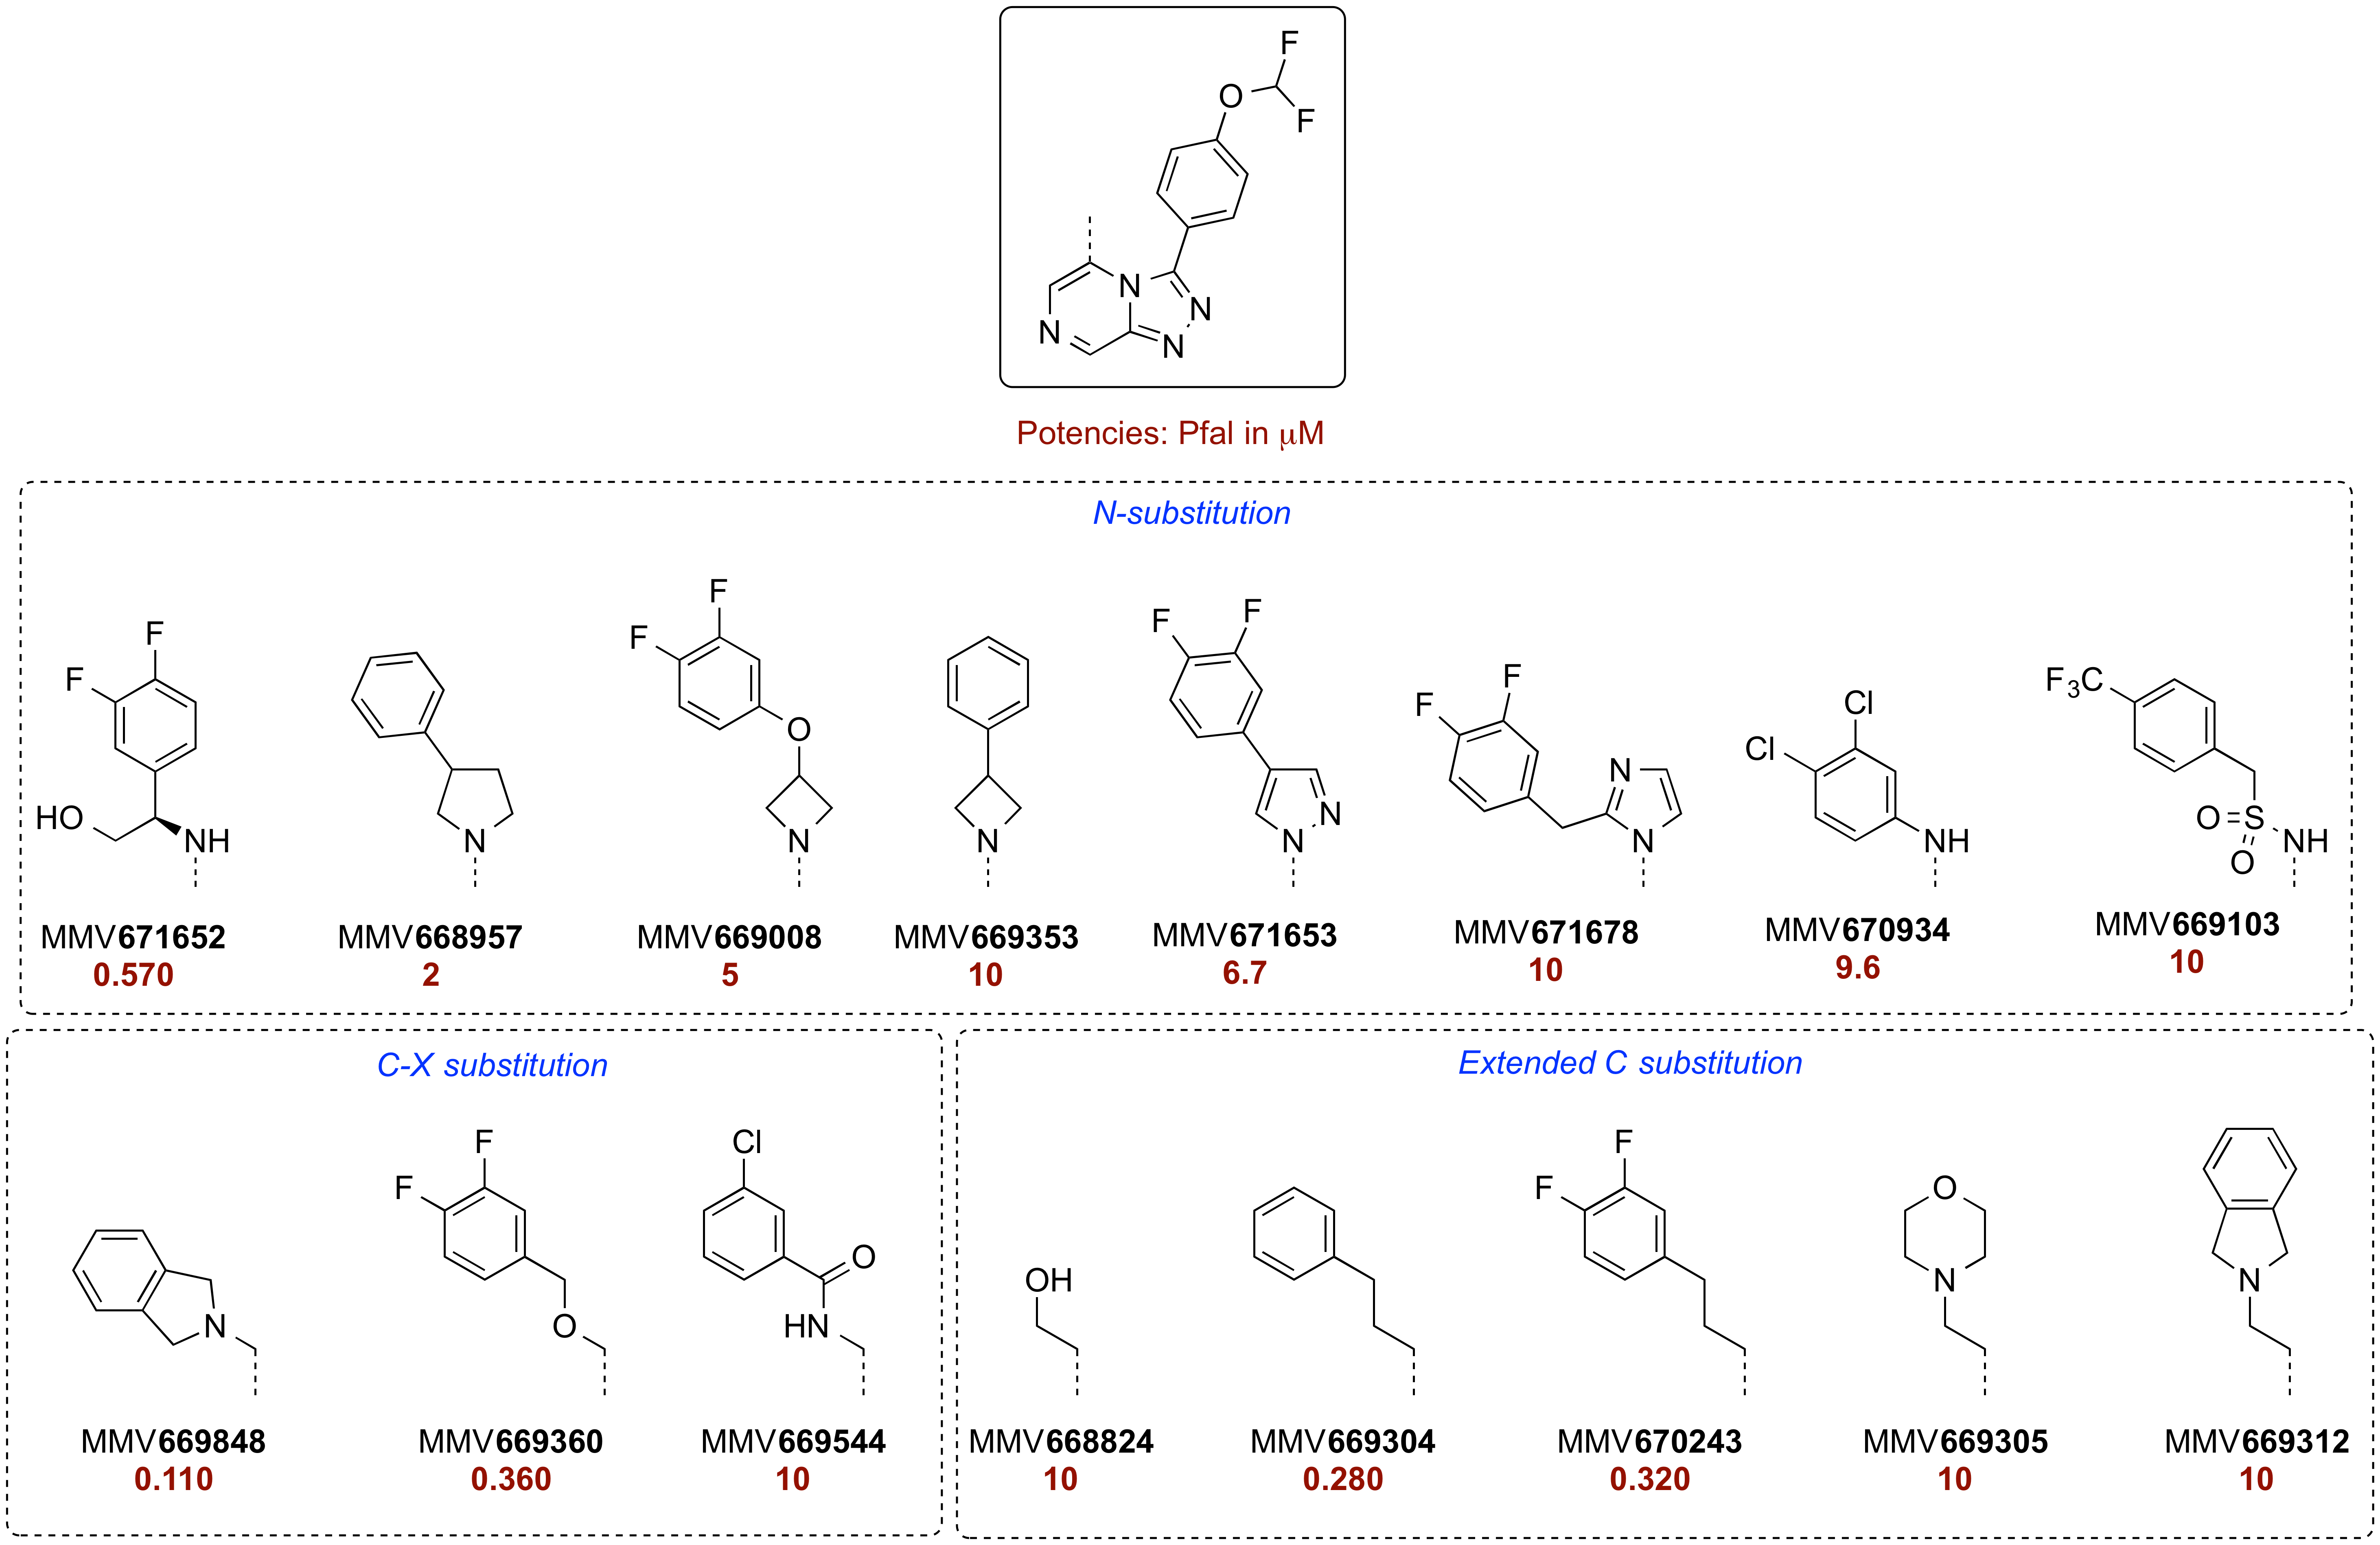 F
O
F
N
N
N
N
Potencies: Pfal in μM
N-substitution
F
F
HO
NH
MMV671652
0.570
N
MMV668957
2
F
F
O
N
MMV669008
5
N
MMV669353
10
F
F
N
N
MMV671653
6.7
F
F
N
N
MMV671678
10
Cl
Cl
NH
MMV670934
9.6
F3C
O=S
NH
O
MMV669103
10
C-X substitution
N
MMV669848
0.110
F
F
O
MMV669360
0.360
Cl
O
HN
MMV669544
10
Extended C substitution
OH
MMV668824
10
MMV669304
0.280
F
F
MMV670243
0.320
O
N
MMV669305
10
N
MMV669312
10